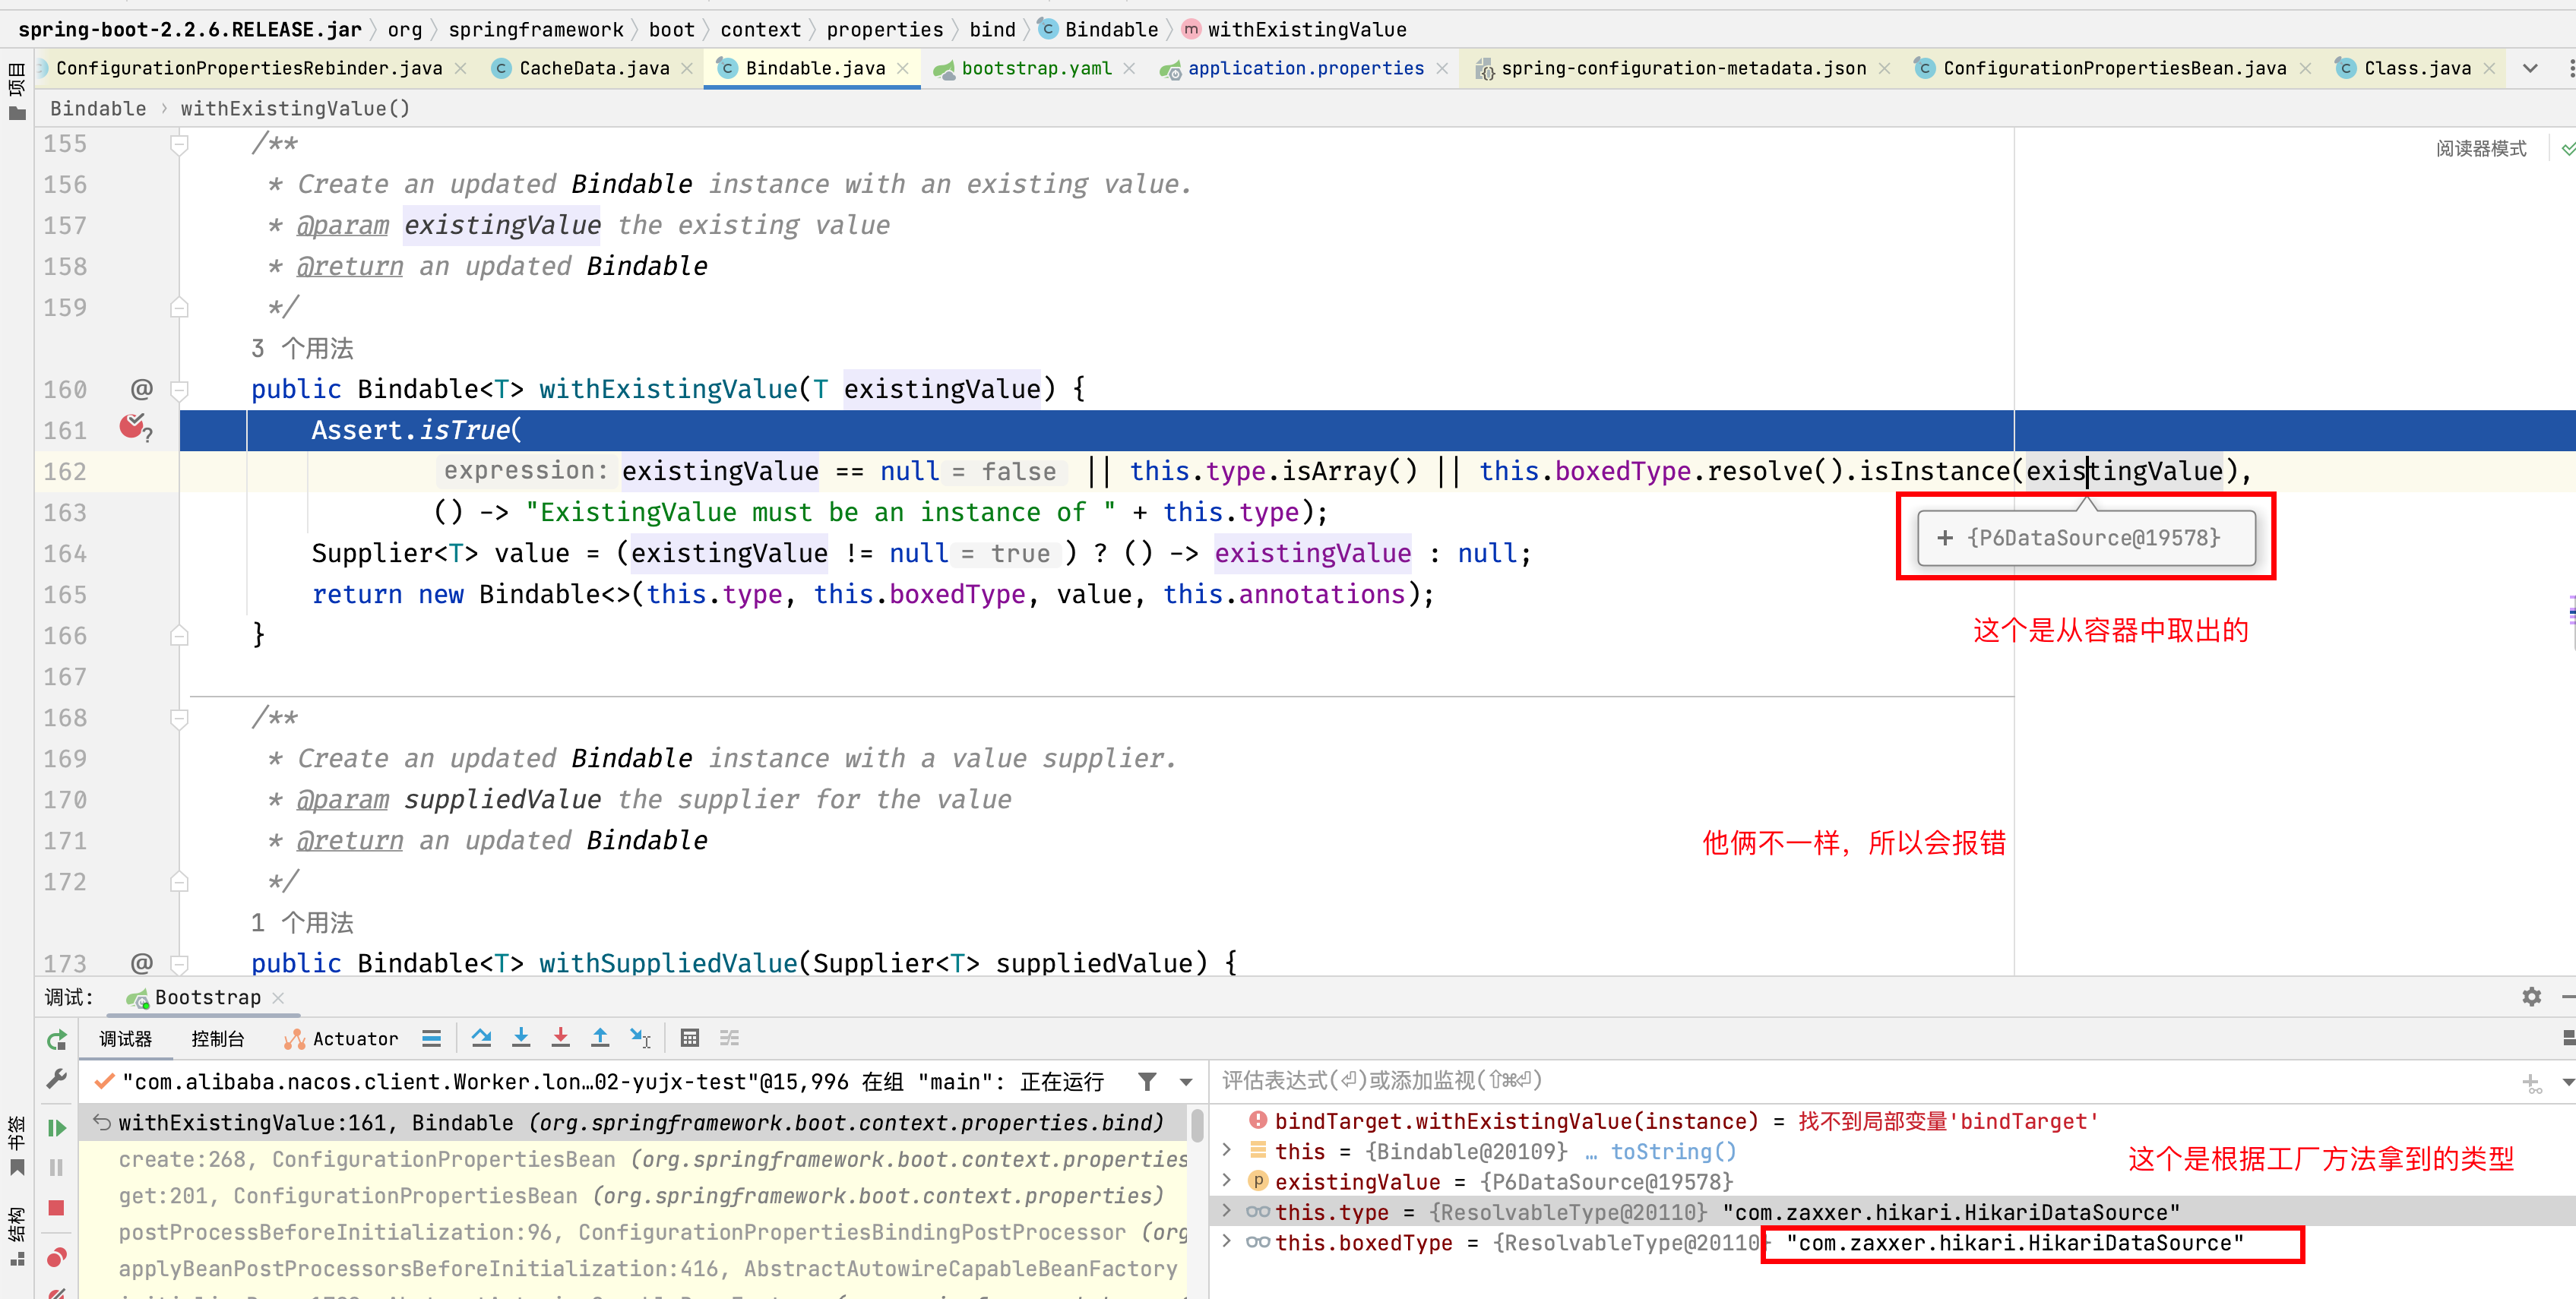 spring-boot-2.2.6.RELEASE.jar org springframework boot context properties bind Bindable withExistingValue
ConfigurationPropertiesRebinder.java CacheData.java Bindable.java bootstrap.yaml application.properties spring-configuration-metadata.json ConfigurationPropertiesBean.java Class.java
项目
Bindable withExistingValue()
阅读器模式
155 /**
156 * Create an updated Bindable instance with an existing value.
157 * @param existingValue the existing value
158 * @return an updated Bindable
159 */
3 个用法
160 @ public Bindable<T> withExistingValue(T existingValue) {
161 Assert.isTrue(
162 expression: existingValue == null = false || this.type.isArray() || this.boxedType.resolve().isInstance(existingValue),
163 () -> "ExistingValue must be an instance of " + this.type);
+ {P6DataSource@19578}
164 Supplier<T> value = (existingValue != null = true ) ? () -> existingValue : null;
165 return new Bindable<>(this.type, this.boxedType, value, this.annotations);
166 }
这个是从容器中取出的
167
168 /**
169 * Create an updated Bindable instance with a value supplier.
170 * @param suppliedValue the supplier for the value
171 * @return an updated Bindable
他俩不一样，所以会报错
172 */
1 个用法
173 @ public Bindable<T> withSuppliedValue(Supplier<T> suppliedValue) {
调试: Bootstrap
调试器 控制台 Actuator
"com.alibaba.nacos.client.Worker.lon…02-yujx-test"@15,996 在组 "main": 正在运行
withExistingValue:161, Bindable (org.springframework.boot.context.properties.bind)
create:268, ConfigurationPropertiesBean (org.springframework.boot.context.properties
get:201, ConfigurationPropertiesBean (org.springframework.boot.context.properties)
postProcessBeforeInitialization:96, ConfigurationPropertiesBindingPostProcessor (org
applyBeanPostProcessorsBeforeInitialization:416, AbstractAutowireCapableBeanFactory
书签
结构
评估表达式(⏎)或添加监视(⇧⌘⏎)
bindTarget.withExistingValue(instance) = 找不到局部变量'bindTarget'
this = {Bindable@20109} … toString()
这个是根据工厂方法拿到的类型
existingValue = {P6DataSource@19578}
this.type = {ResolvableType@20110} "com.zaxxer.hikari.HikariDataSource"
this.boxedType = {ResolvableType@20110} "com.zaxxer.hikari.HikariDataSource"